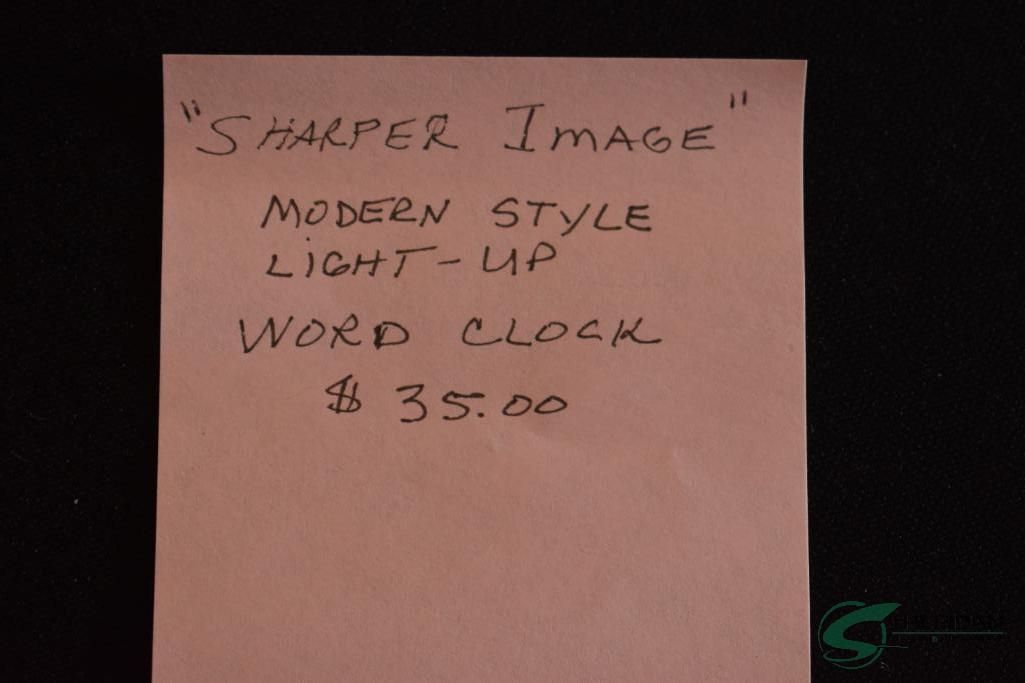 "SHARPER IMAGE"
MODERN STYLE
LIGHT-UP
WORD CLOCK
$35.00